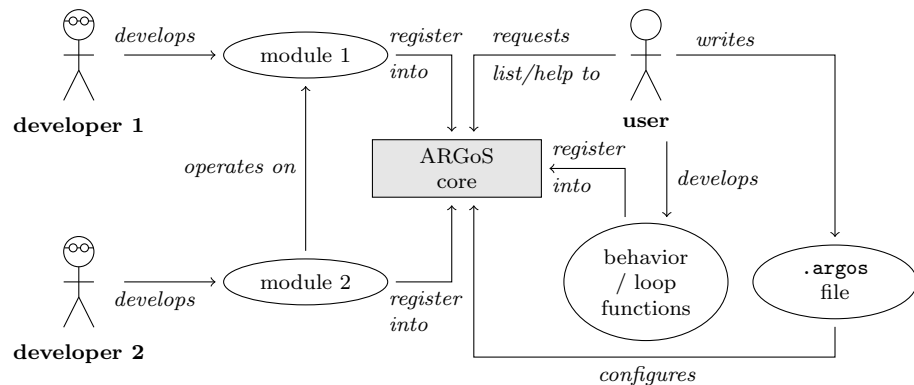 develops
module 1
register
into
requests
list/help to
writes
developer 1
user
operates on
ARGoS
core
register
into
develops
develops
module 2
register
into
behavior
/ loop
functions
.argos
file
developer 2
configures